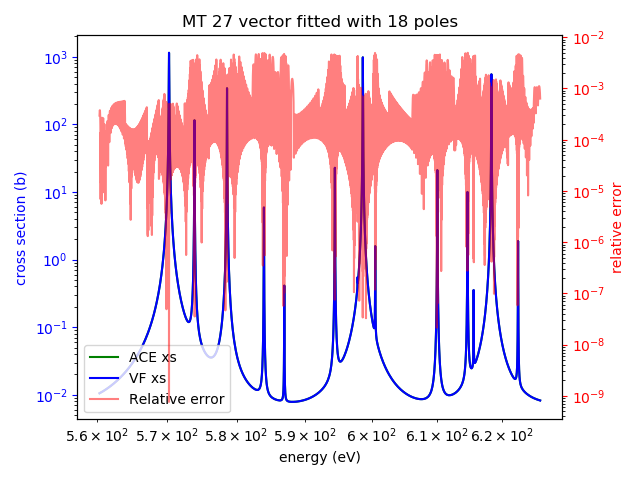 MT 27 vector fitted with 18 poles
10³
10²
10¹
10⁰
10⁻¹
10⁻²
cross section (b)
10⁻²
10⁻³
10⁻⁴
10⁻⁵
10⁻⁶
10⁻⁷
10⁻⁸
10⁻⁹
relative error
ACE xs
VF xs
Relative error
5.6 × 10² 5.7 × 10² 5.8 × 10² 5.9 × 10² 6 × 10² 6.1 × 10² 6.2 × 10²
energy (eV)